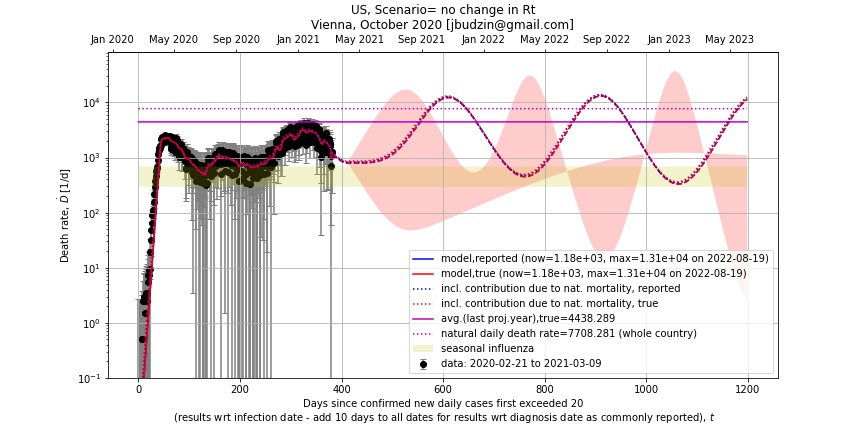 US, Scenario= no change in Rt
Vienna, October 2020 [jbudzin@gmail.com]
Jan 2020 May 2020 Sep 2020 Jan 2021 May 2021 Sep 2021 Jan 2022 May 2022 Sep 2022 Jan 2023 May 2023
Death rate, D [1/d]
10⁴
10³
10²
10¹
10⁰
10⁻¹
model,reported (now=1.18e+03, max=1.31e+04 on 2022-08-19)
model,true (now=1.18e+03, max=1.31e+04 on 2022-08-19)
incl. contribution due to nat. mortality, reported
incl. contribution due to nat. mortality, true
avg.(last proj.year),true=4438.289
natural daily death rate=7708.281 (whole country)
seasonal influenza
data: 2020-02-21 to 2021-03-09
0 200 400 600 800 1000 1200
Days since confirmed new daily cases first exceeded 20
(results wrt infection date - add 10 days to all dates for results wrt diagnosis date as commonly reported), t